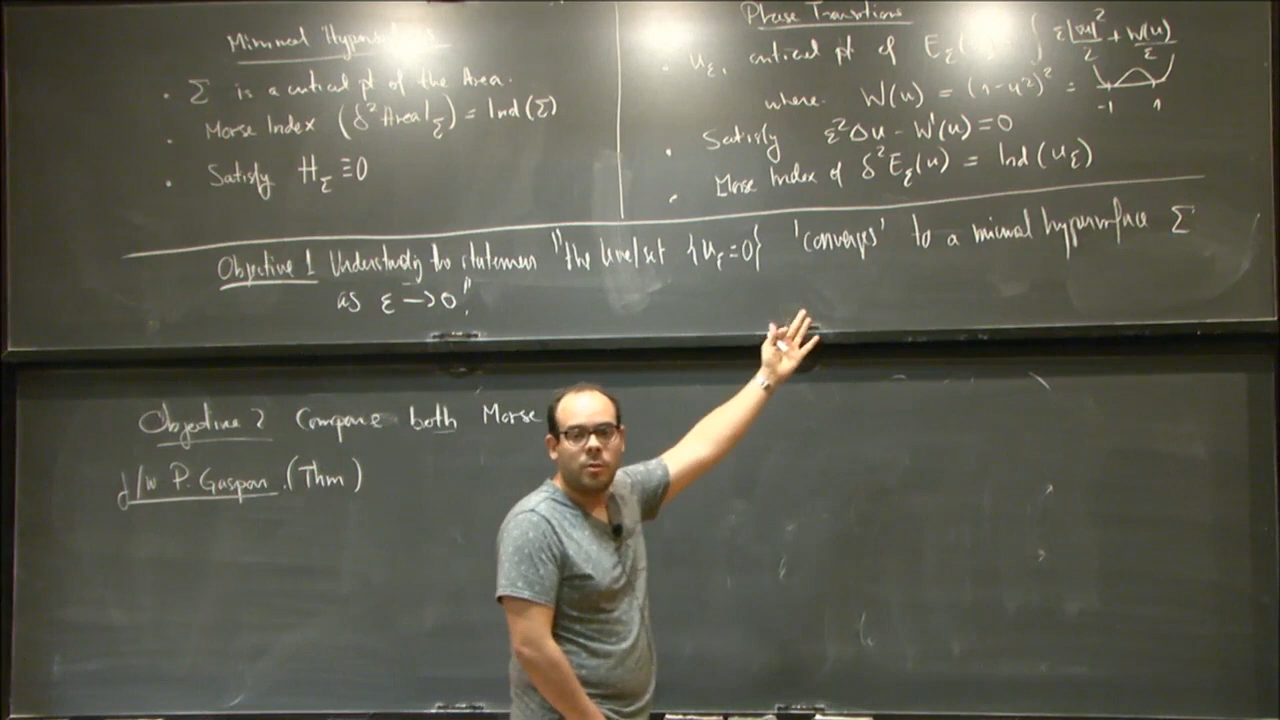 Minimal Hypersurfaces
· Σ is a critical pt of the Area.
· Morse Index (δ²Area|_Σ) = Ind(Σ)
· Satisfy H_Σ ≡ 0
Phase Transitions
· u_ε, critical pt of E_ε( ∫ ε|∇u|²/2 + W(u)/ε
where W(u) = (1-u²)² =
-1 1
· Satisfy ε²Δu - W'(u) = 0
· Morse Index of δ²E_ε(u) = Ind(u_ε)
Objective 1 Understanding the statement "the level set {u_ε=0} 'converges' to a minimal hypersurface Σ
as ε → 0"
Objective 2 Compare both Morse
j/w P. Gaspar. (Thm)